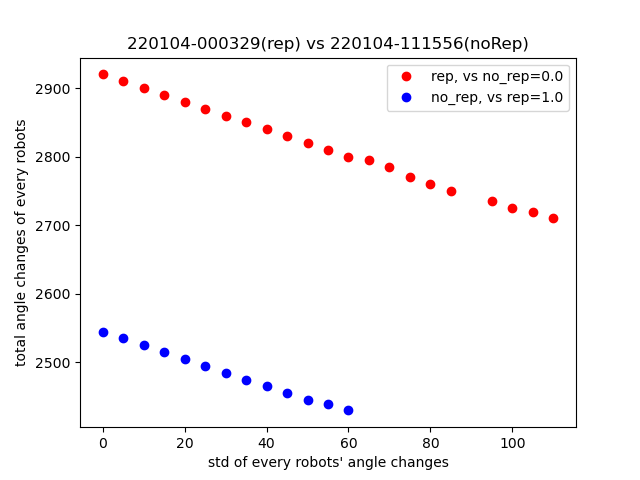 220104-000329(rep) vs 220104-111556(noRep)
rep, vs no_rep=0.0
no_rep, vs rep=1.0
total angle changes of every robots
2900
2800
2700
2600
2500
0 20 40 60 80 100
std of every robots' angle changes